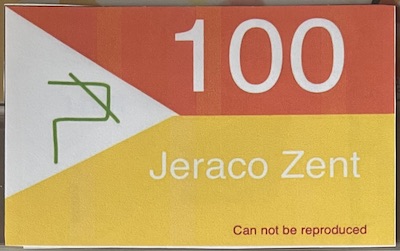 100
Jeraco Zent
Can not be reproduced